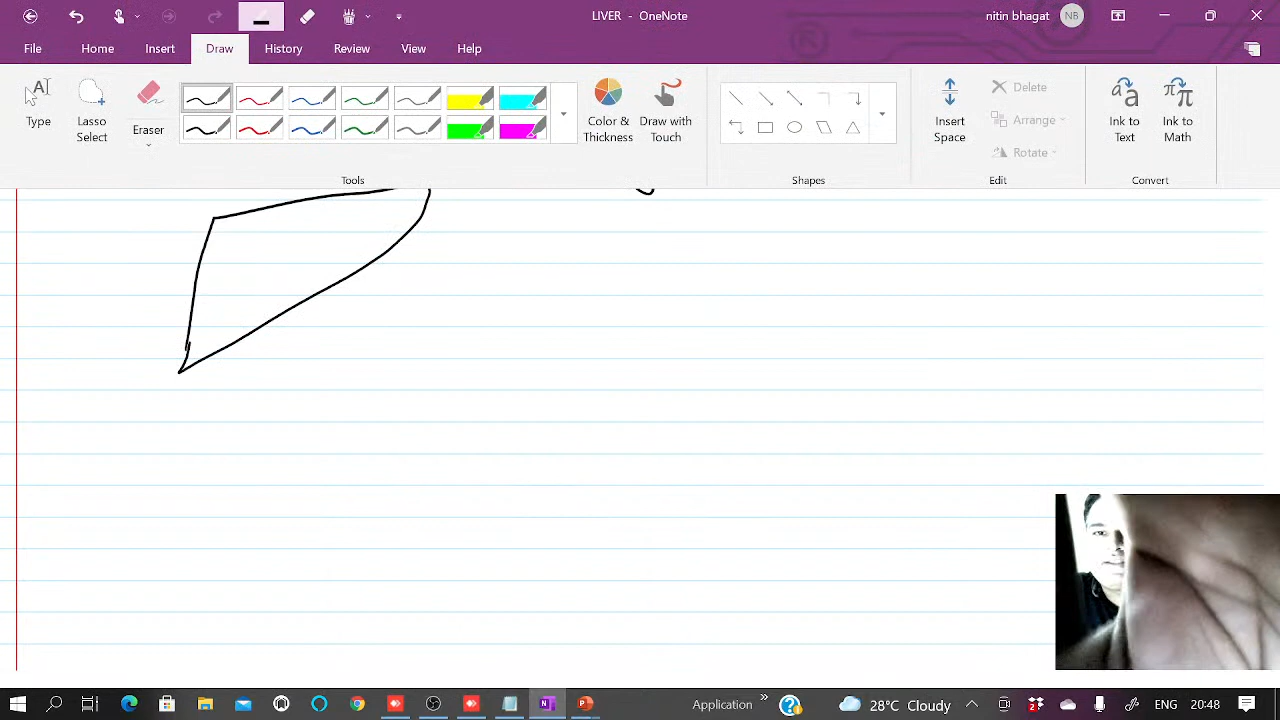 LIVER - OneNote
nitin bhagat NB
File Home Insert Draw History Review View Help
Type
Lasso Select
Eraser
Color & Thickness
Draw with Touch
Insert Space
Delete
Arrange
Rotate
Ink to Text
Ink to Math
Tools Shapes Edit Convert
Application
28°C Cloudy
ENG
20:48